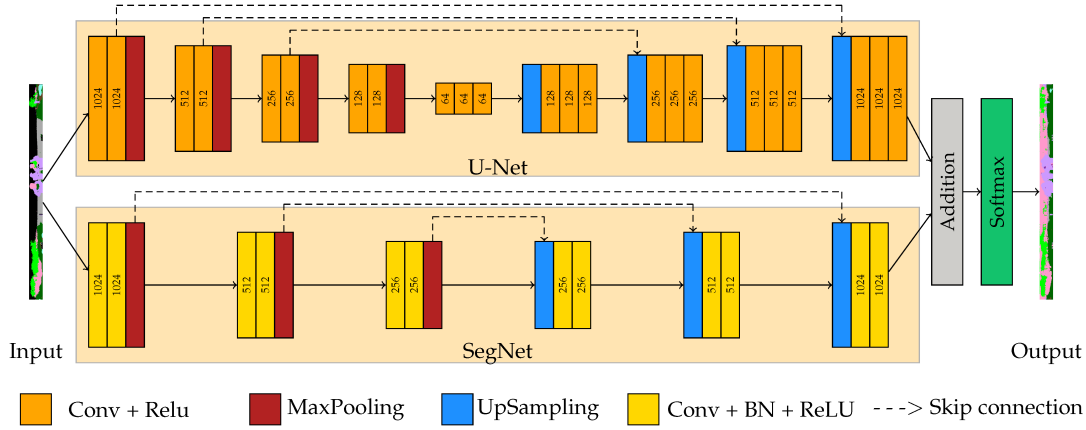 1024 1024
512 512
256 256
128 128
64 64 64
128 128 128
256 256 256
512 512 512
1024 1024 1024
U-Net
1024 1024
512 512
256 256
256 256
512 512
1024 1024
SegNet
Addition
Softmax
Input
Output
Conv + Relu
MaxPooling
UpSampling
Conv + BN + ReLU
---> Skip connection